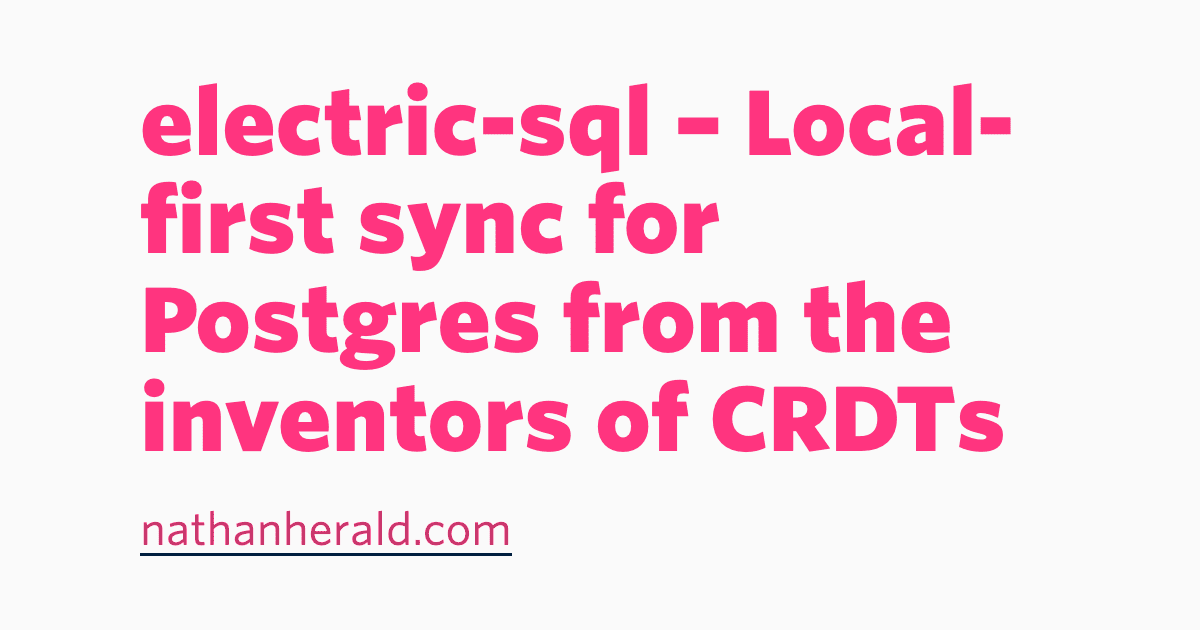 electric-sql – Local-
first sync for
Postgres from the
inventors of CRDTs
nathanherald.com